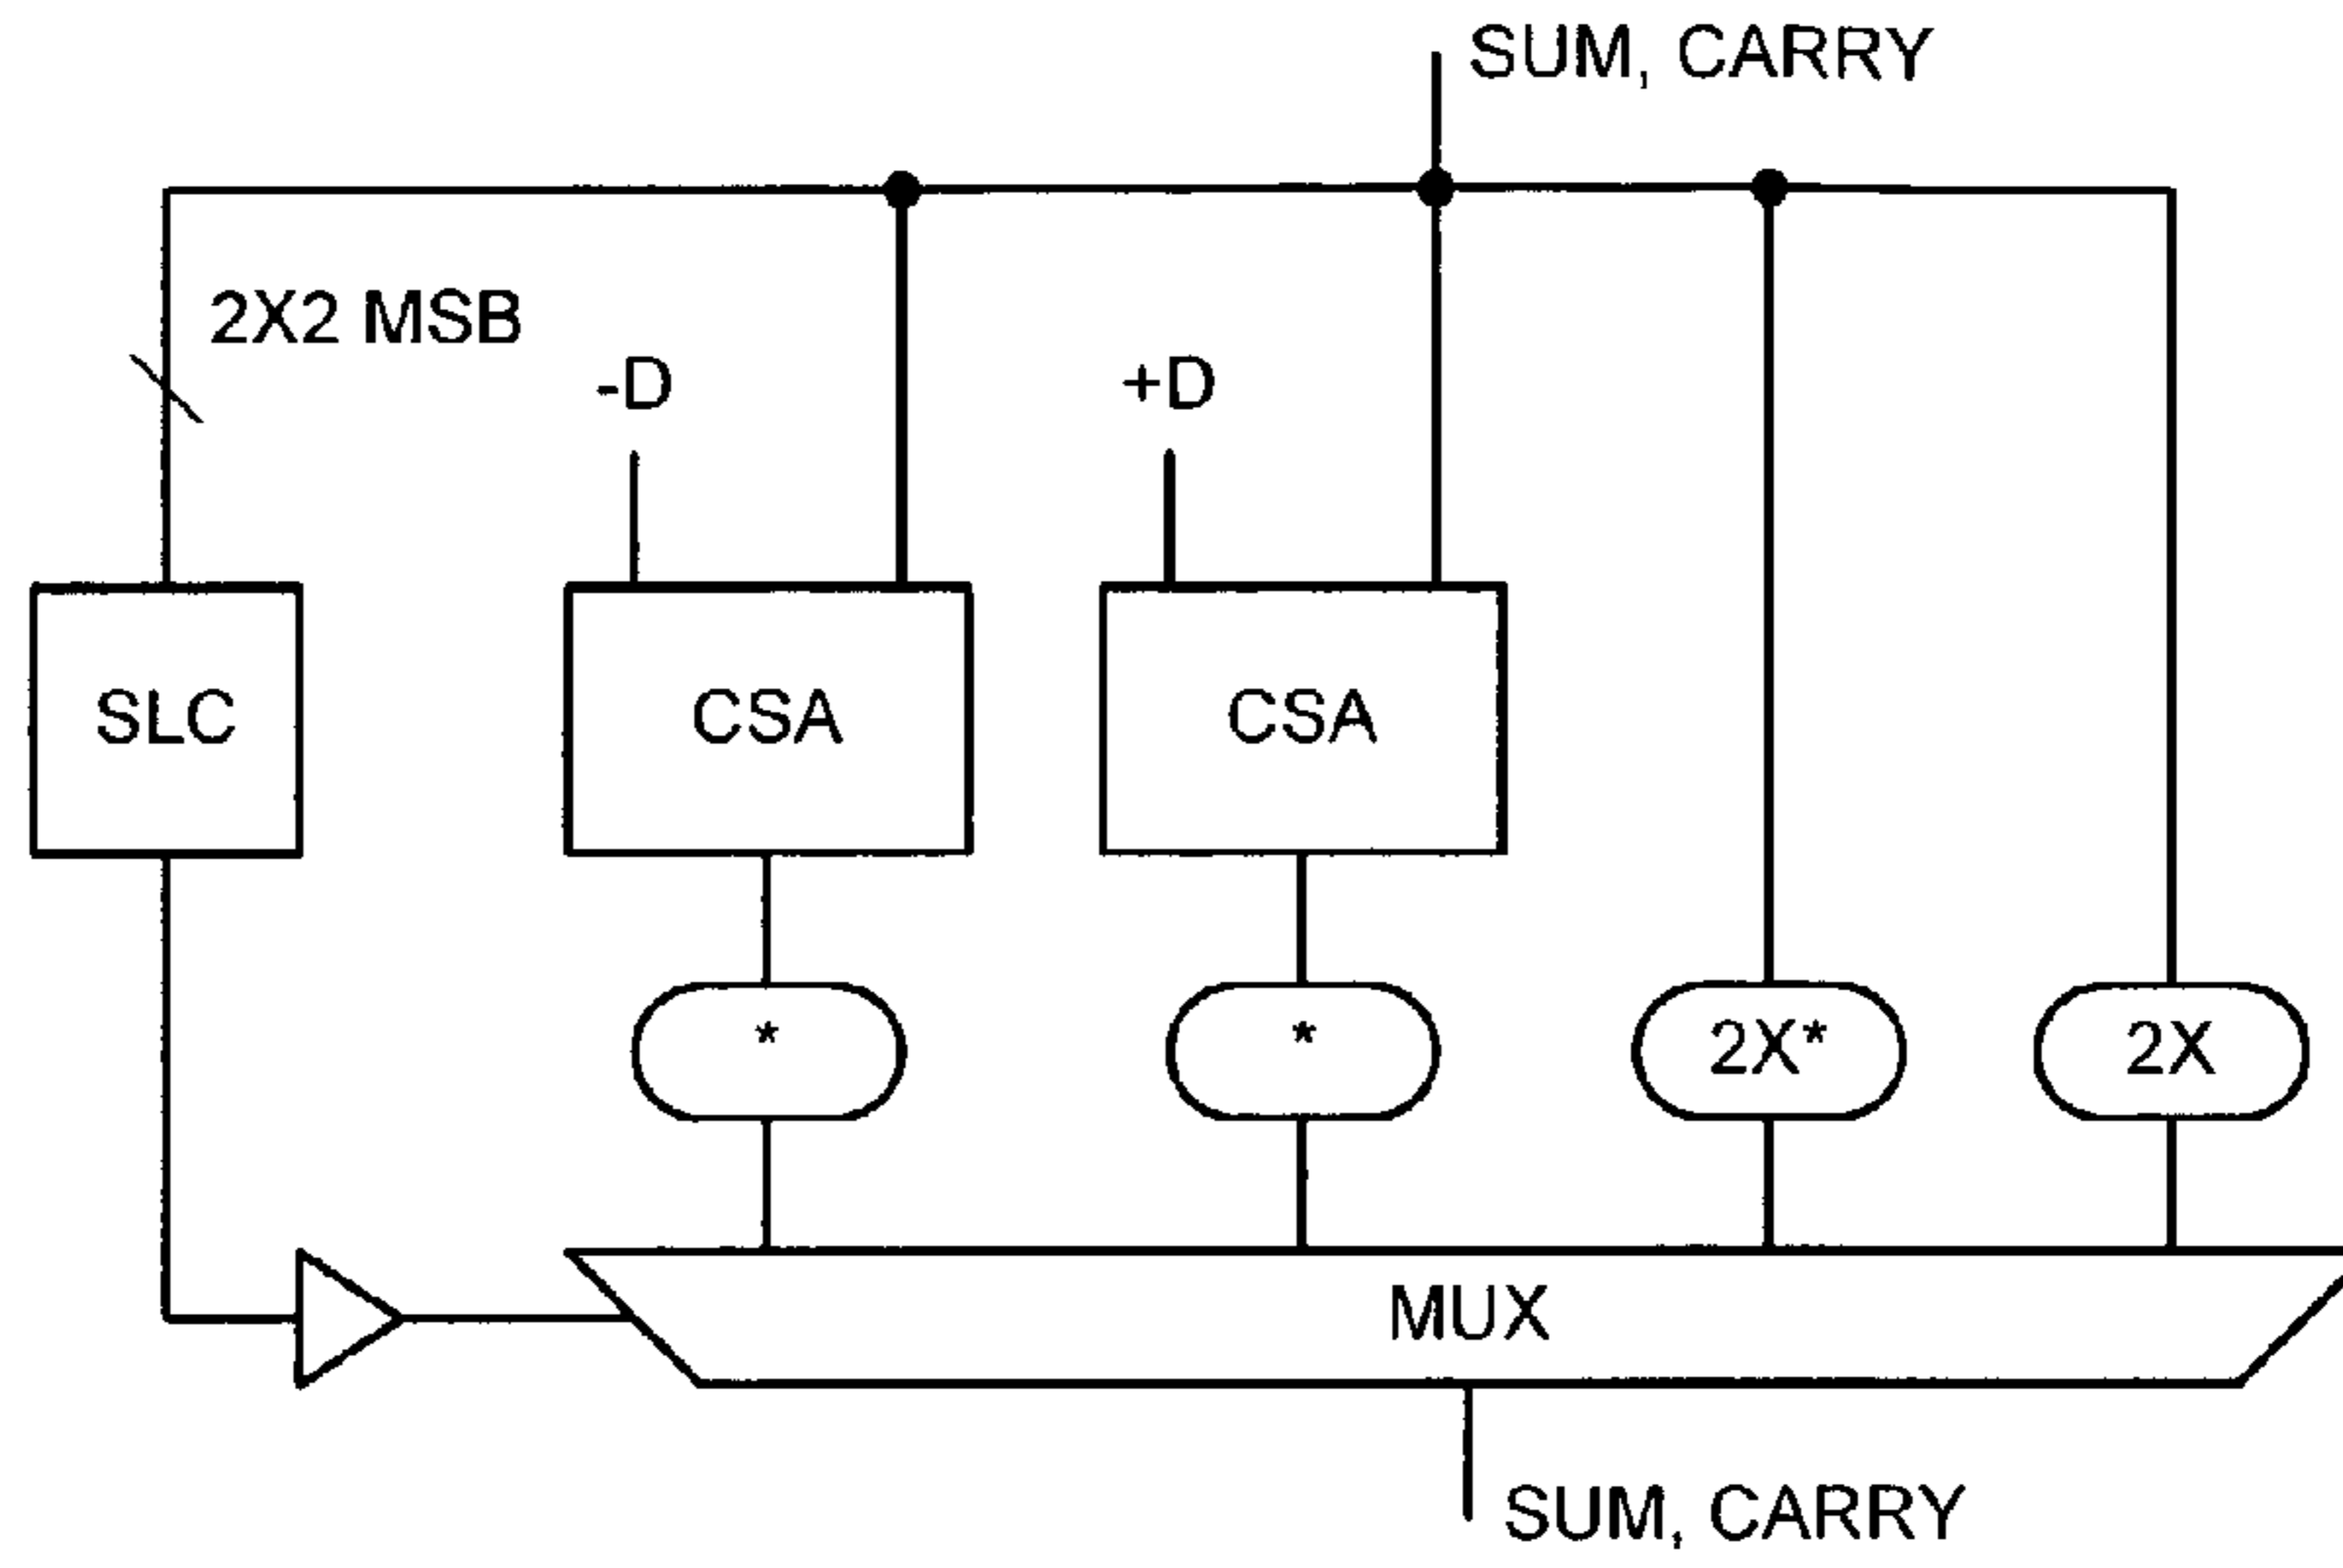 SUM, CARRY
2X2 MSB
-D
+D
SLC
CSA
CSA
*
*
2X*
2X
MUX
SUM, CARRY